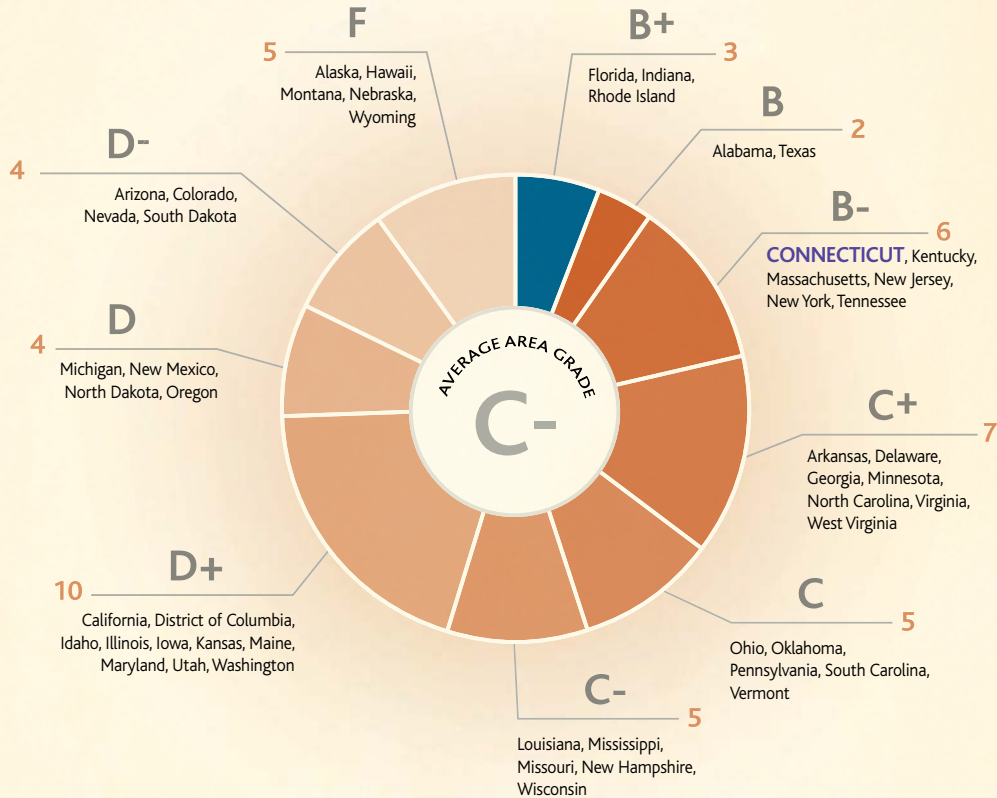 F
5
Alaska, Hawaii,
Montana, Nebraska,
Wyoming
B+
3
Florida, Indiana,
Rhode Island
B
2
Alabama, Texas
B-
6
CONNECTICUT, Kentucky,
Massachusetts, New Jersey,
New York, Tennessee
C+
7
Arkansas, Delaware,
Georgia, Minnesota,
North Carolina, Virginia,
West Virginia
C
5
Ohio, Oklahoma,
Pennsylvania, South Carolina,
Vermont
C-
5
Louisiana, Mississippi,
Missouri, New Hampshire,
Wisconsin
D+
10
California, District of Columbia,
Idaho, Illinois, Iowa, Kansas, Maine,
Maryland, Utah, Washington
D
4
Michigan, New Mexico,
North Dakota, Oregon
D-
4
Arizona, Colorado,
Nevada, South Dakota
AVERAGE AREA GRADE
C-